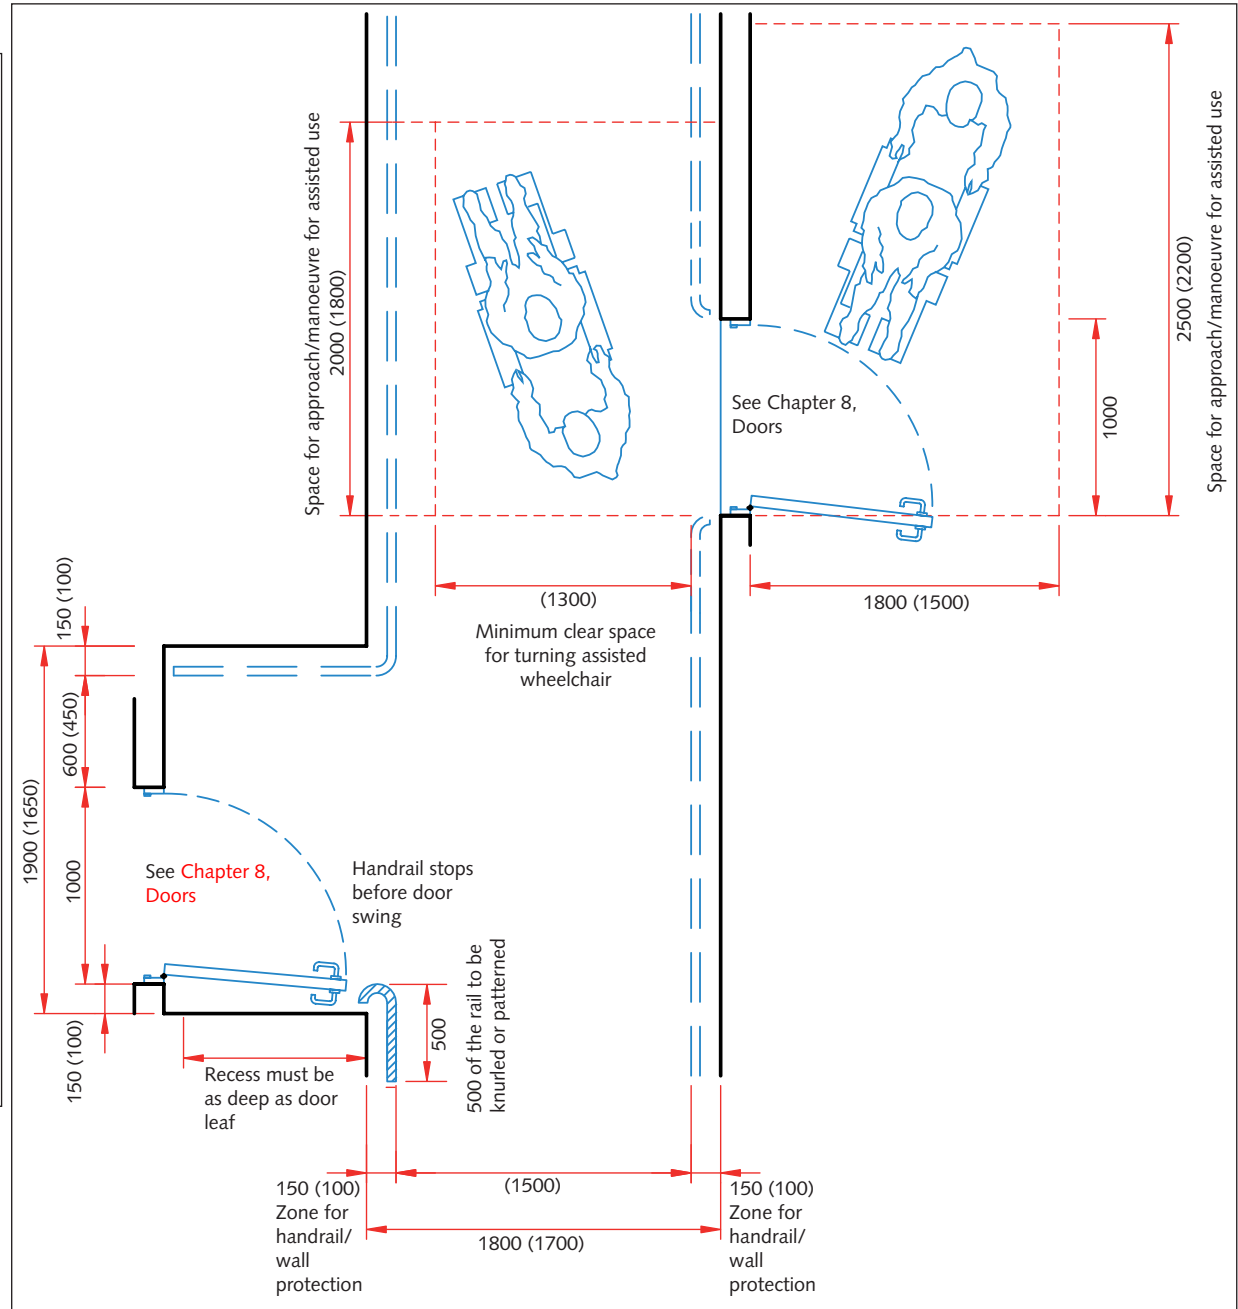 Space for approach/manoeuvre for assisted use
2000 (1800)
Space for approach/manoeuvre for assisted use
2500 (2200)
1000
See Chapter 8,
Doors
(1300)
Minimum clear space
for turning assisted
wheelchair
1800 (1500)
150 (100)
600 (450)
1900 (1650)
1000
150 (100)
See Chapter 8,
Doors
Handrail stops
before door
swing
500
500 of the rail to be
knurled or patterned
Recess must be
as deep as door
leaf
150 (100)
Zone for
handrail/
wall
protection
(1500)
1800 (1700)
150 (100)
Zone for
handrail/
wall
protection